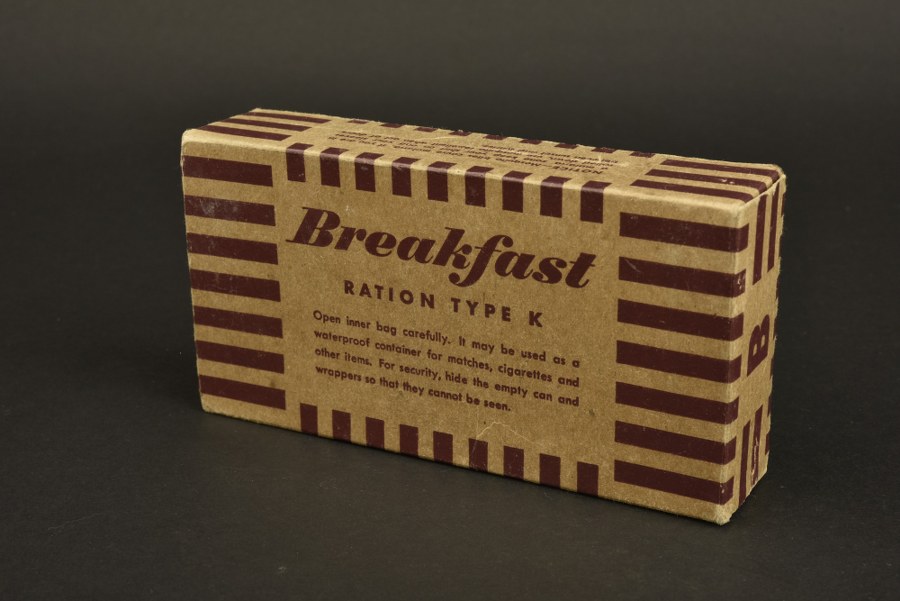 NOTICE
Breakfast
RATION TYPE K
Open inner bag carefully. It may be used as a
waterproof container for matches, cigarettes and
other items. For security, hide the empty can and
wrappers so that they cannot be seen.
B